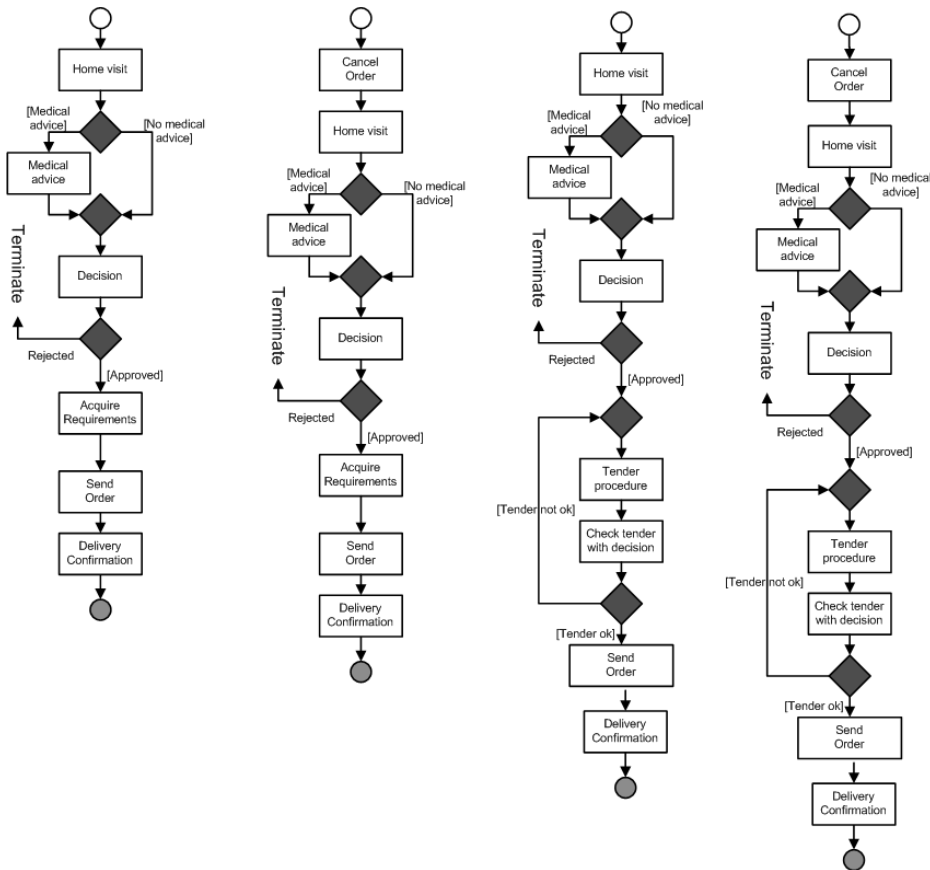 Home visit
[Medical
advice]
[No medical
advice]
Medical
advice
Terminate
Decision
Rejected
[Approved]
Acquire
Requirements
Send
Order
Delivery
Confirmation
Cancel
Order
Home visit
[Medical
advice]
[No medical
advice]
Medical
advice
Terminate
Decision
Rejected
[Approved]
Acquire
Requirements
Send
Order
Delivery
Confirmation
Home visit
[Medical
advice]
[No medical
advice]
Medical
advice
Terminate
Decision
Rejected
[Approved]
Tender
procedure
[Tender not ok]
Check tender
with decision
[Tender ok]
Send
Order
Delivery
Confirmation
Cancel
Order
Home visit
[Medical
advice]
[No medical
advice]
Medical
advice
Terminate
Decision
Rejected
[Approved]
Tender
procedure
[Tender not ok]
Check tender
with decision
[Tender ok]
Send
Order
Delivery
Confirmation